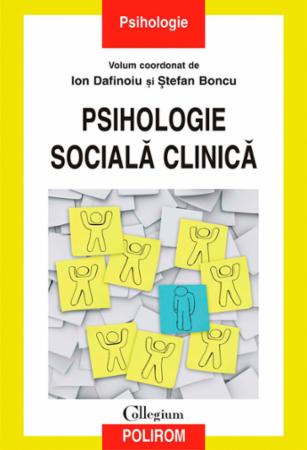 Psihologie
Volum coordonat de
Ion Dafinoiu și Ștefan Boncu
PSIHOLOGIE
SOCIALĂ CLINICĂ
Collegium
POLIROM